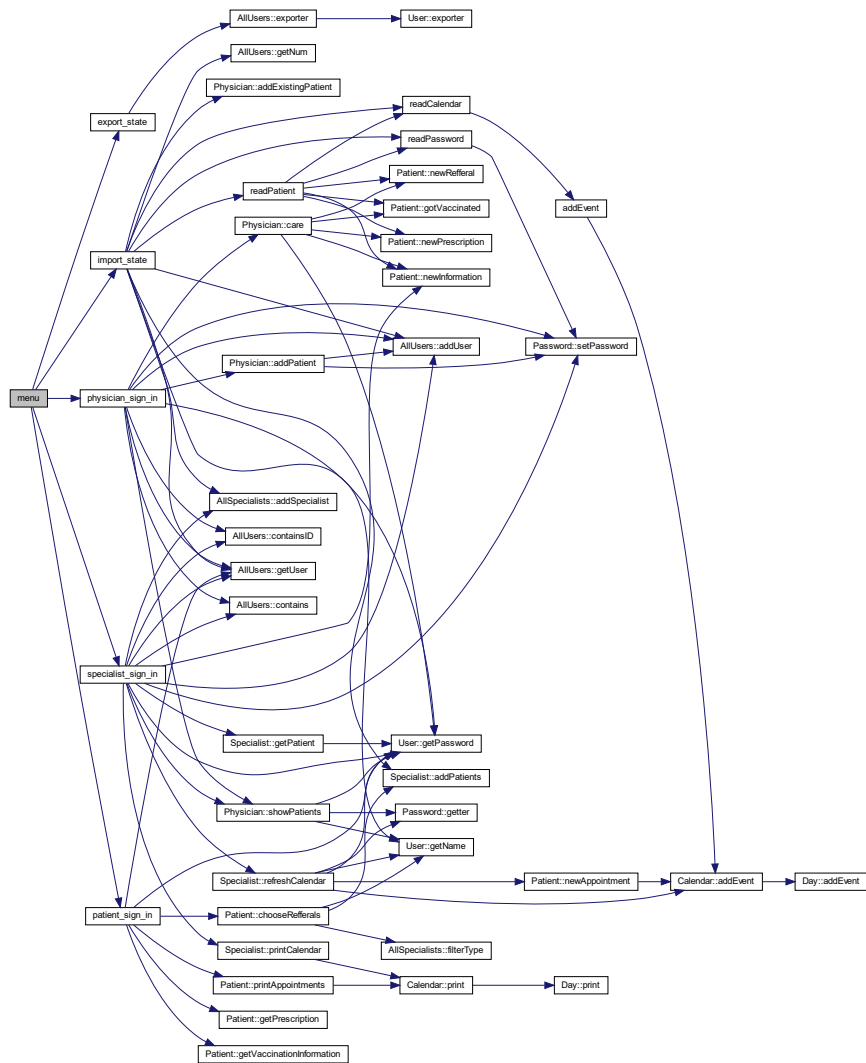 AllUsers::exporter
User::exporter
AllUsers::getNum
Physician::addExistingPatient
readCalendar
export_state
readPassword
Patient::newRefferal
readPatient
addEvent
Patient::gotVaccinated
Physician::care
Patient::newPrescription
import_state
Patient::newInformation
AllUsers::addUser
Password::setPassword
Physician::addPatient
menu
physician_sign_in
AllSpecialists::addSpecialist
AllUsers::containsID
AllUsers::getUser
AllUsers::contains
specialist_sign_in
Specialist::getPatient
User::getPassword
Specialist::addPatients
Physician::showPatients
Password::getter
User::getName
Specialist::refreshCalendar
Patient::newAppointment
Calendar::addEvent
Day::addEvent
patient_sign_in
Patient::chooseRefferals
Specialist::printCalendar
AllSpecialists::filterType
Patient::printAppointments
Calendar::print
Day::print
Patient::getPrescription
Patient::getVaccinationInformation